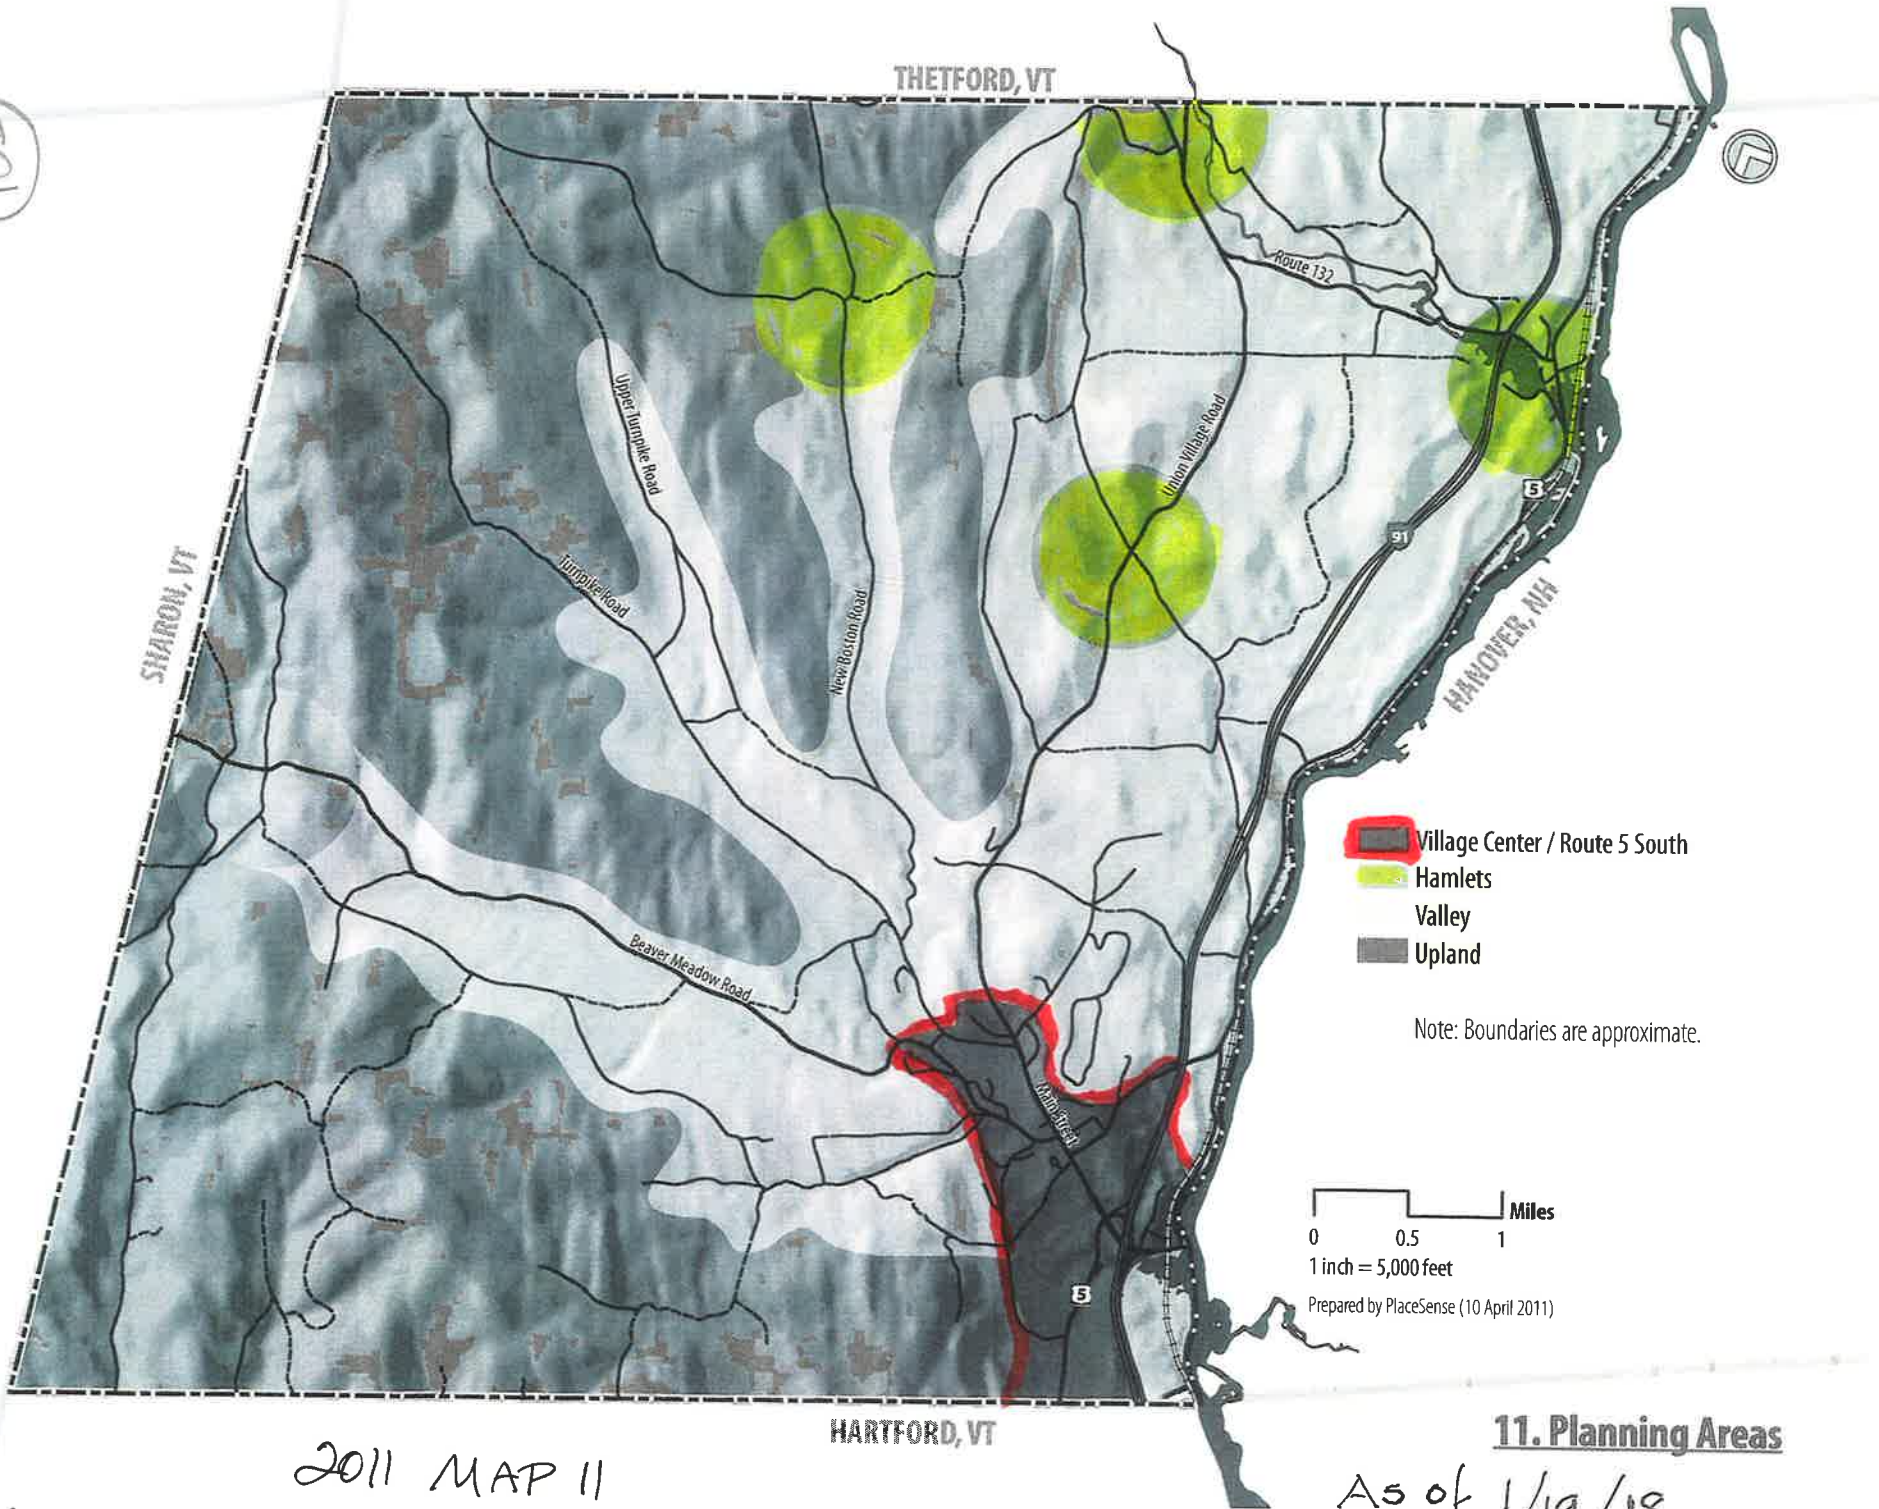 THETFORD, VT
Route 132
Upper Turnpike Road
Union Village Road
5
91
Turnpike Road
SHARON, VT
New Boston Road
HANOVER, NH
Village Center / Route 5 South
Hamlets
Valley
Upland
Beaver Meadow Road
Note: Boundaries are approximate.
Main Street
Miles
0 0.5 1
1 inch = 5,000 feet
5
Prepared by PlaceSense (10 April 2011)
HARTFORD, VT
11. Planning Areas
2011 MAP 11
As of